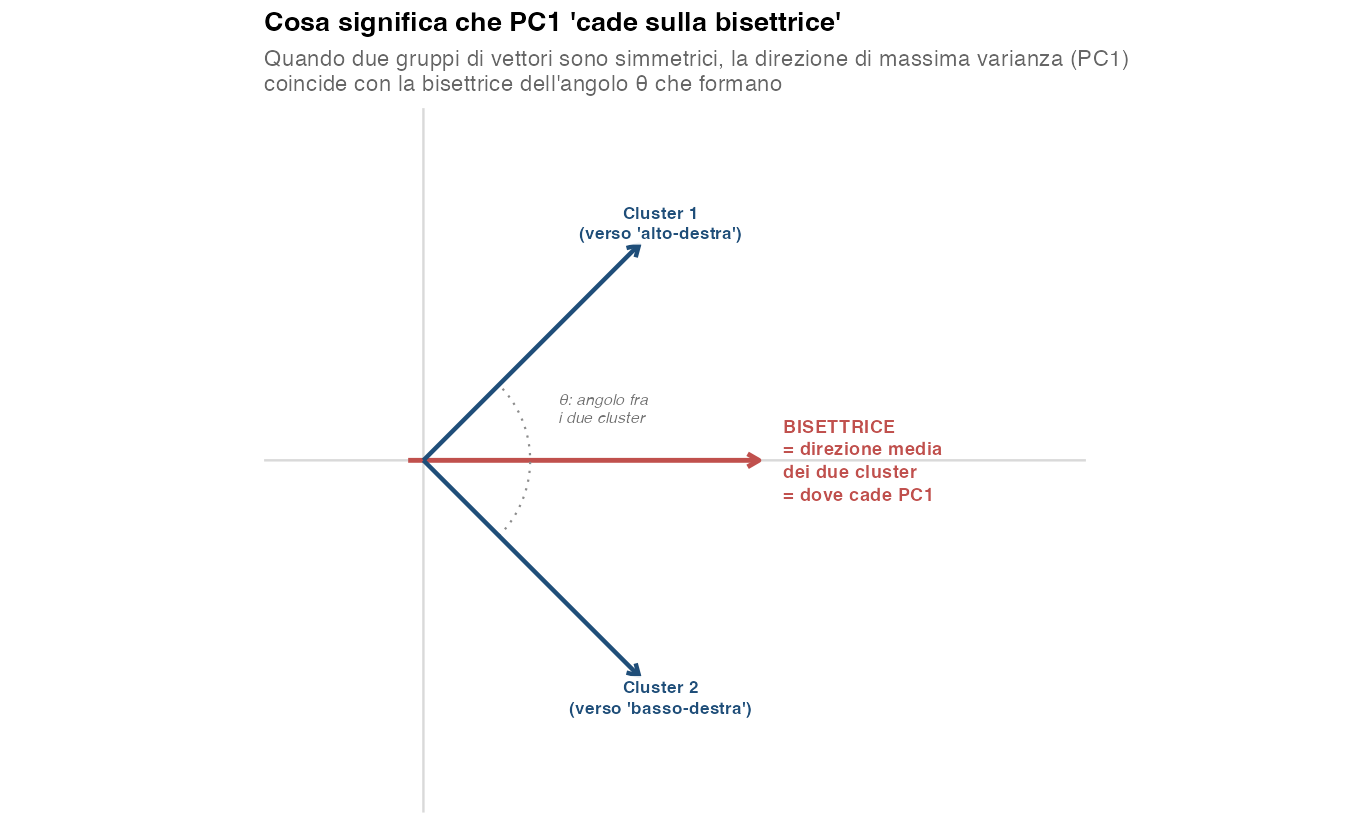 Cosa significa che PC1 'cade sulla bisettrice'
Quando due gruppi di vettori sono simmetrici, la direzione di massima varianza (PC1)
coincide con la bisettrice dell'angolo θ che formano
Cluster 1
(verso 'alto-destra')
θ: angolo fra
i due cluster
BISETTRICE
= direzione media
dei due cluster
= dove cade PC1
Cluster 2
(verso 'basso-destra')